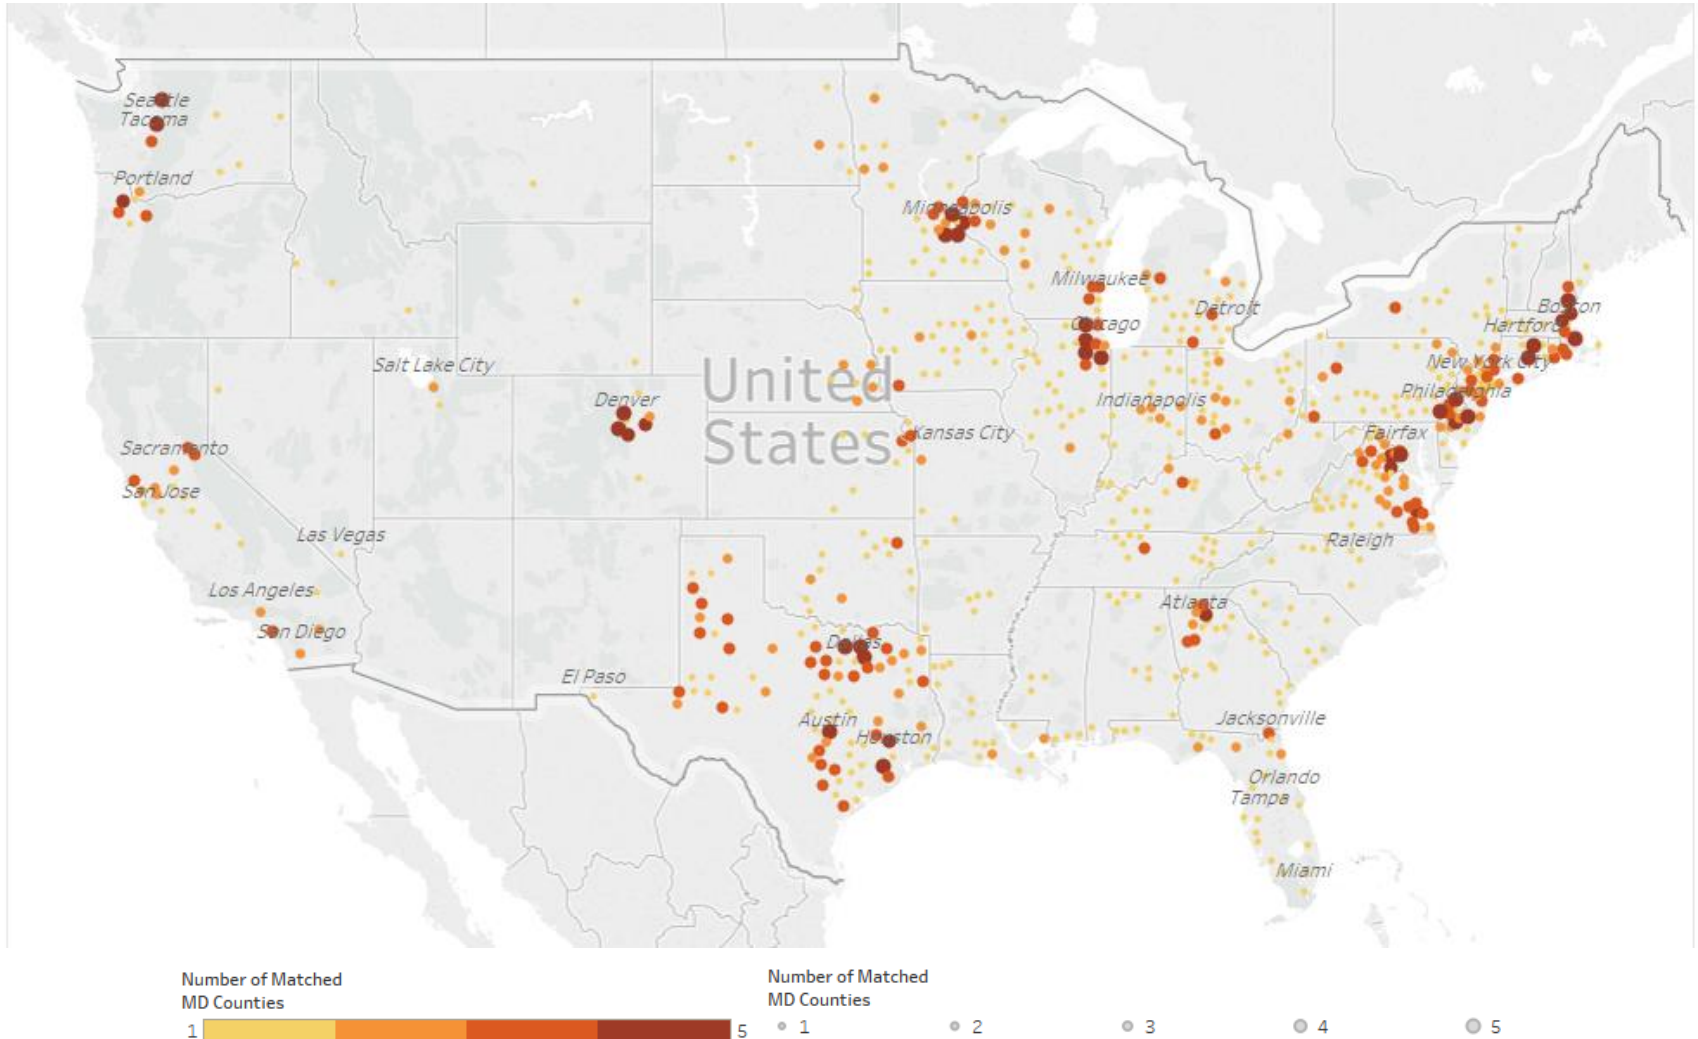 Seattle
Tacoma
Portland
Minneapolis
Milwaukee
Detroit
Boston
Chicago
Hartford
Salt Lake City
United
States
New York City
Denver
Indianapolis
Philadelphia
Sacramento
Kansas City
Fairfax
San Jose
Las Vegas
Raleigh
Los Angeles
Atlanta
San Diego
Dallas
El Paso
Austin
Houston
Jacksonville
Orlando
Tampa
Miami
Number of Matched
MD Counties
1 5
Number of Matched
MD Counties
1 2 3 4 5